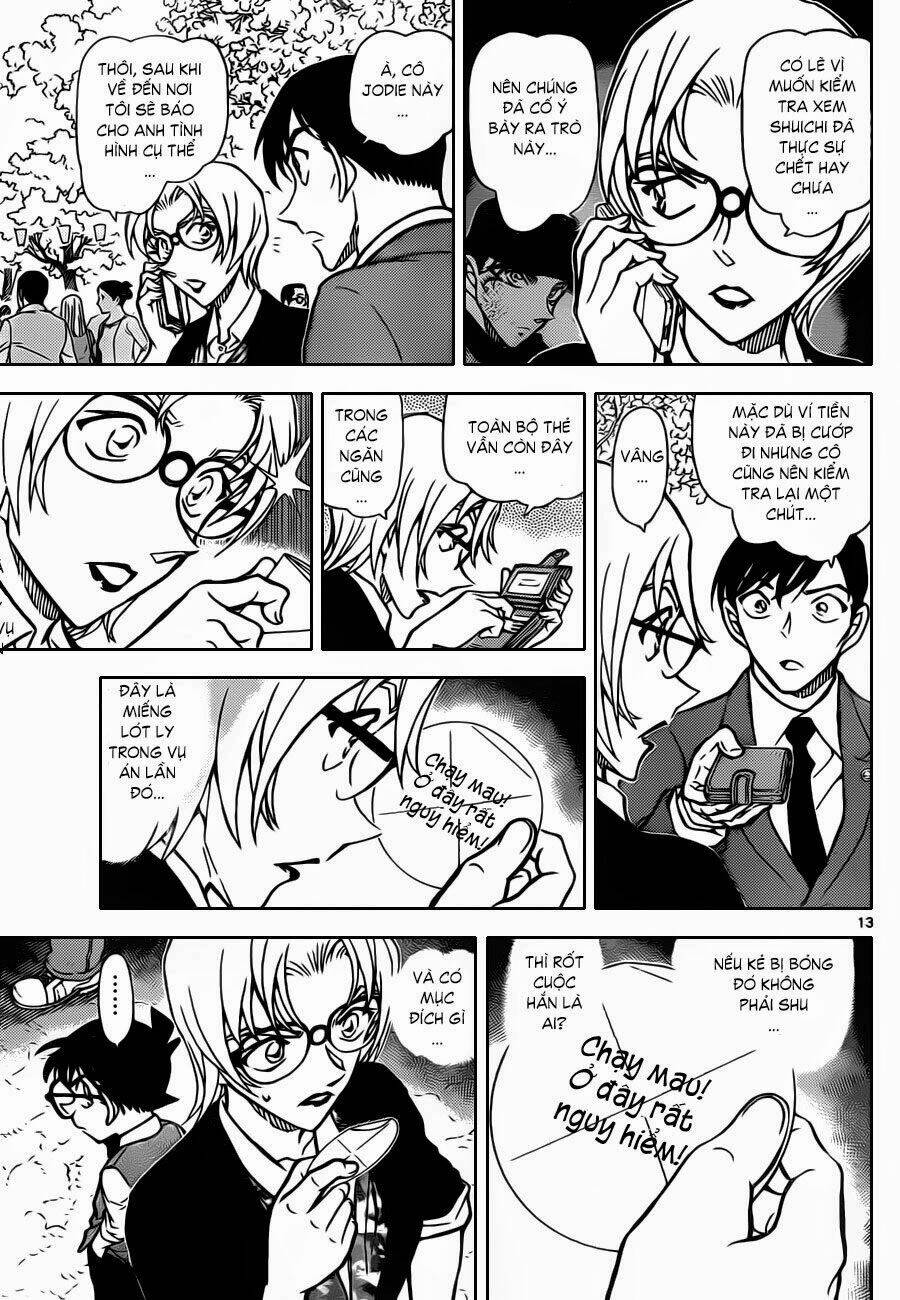 CÓ LẼ VÌ
MUỐN KIỂM
TRA XEM
SHUICHI ĐÃ
THỰC SỰ
CHẾT HAY
CHƯA
...
NÊN CHÚNG
ĐÃ CỐ Ý
BÀY RA TRÒ
NÀY...
À, CÔ
JODIE NÀY
...
THÔI, SAU KHI
VỀ ĐẾN NƠI
TÔI SẼ BÁO
CHO ANH TÌNH
HÌNH CỤ THỂ
...
MẶC DÙ VÍ TIỀN
NÀY ĐÃ BỊ CƯỚP
ĐI NHƯNG CÔ
CŨNG NÊN KIỂM
TRA LẠI MỘT
CHÚT...
VÂNG
...
TOÀN BỘ THẺ
VẪN CÒN ĐÂY
...
TRONG
CÁC
NGĂN
CŨNG
...
VỤ
ĐÂY LÀ
MIẾNG
LÓT LY
TRONG VỤ
ÁN LẦN
ĐÓ...
Chạy mau!
Ở đây rất
nguy hiểm!
13
NẾU KẺ BỊ BỎNG
ĐÓ KHÔNG
PHẢI SHU
...
THÌ RỐT
CUỘC
HẮN LÀ
AI?
Chạy mau!
Ở đây rất
nguy hiểm!
VÀ CÓ
MỤC
ĐÍCH GÌ
...
......